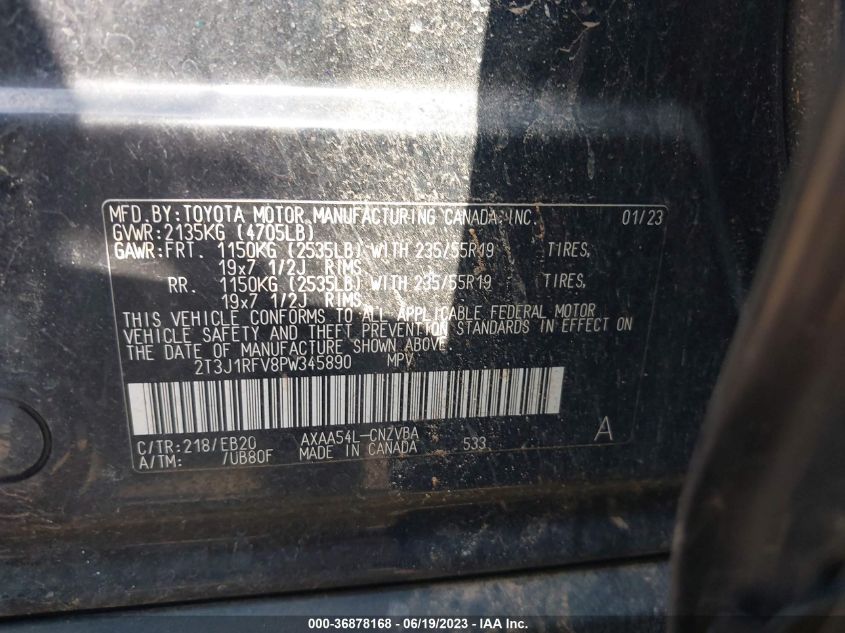 MFD.BY:TOYOTA MOTOR MANUFACTURING CANADA INC. 01/23
GVWR:2135KG (4705LB)
GAWR:FRT. 1150KG (2535LB) WITH 235/55R19 TIRES,
19x7 1/2J RIMS
RR. 1150KG (2535LB) WITH 235/55R19 TIRES,
19x7 1/2J RIMS
THIS VEHICLE CONFORMS TO ALL APPLICABLE FEDERAL MOTOR
VEHICLE SAFETY AND THEFT PREVENTION STANDARDS IN EFFECT ON
THE DATE OF MANUFACTURE SHOWN ABOVE
2T3J1RFV8PW345890 MPV
C/TR:218/EB20 AXAA54L-CNZVBA 533 A
A/TM: /UB80F MADE IN CANADA
000-36878168 - 06/19/2023 - IAA Inc.